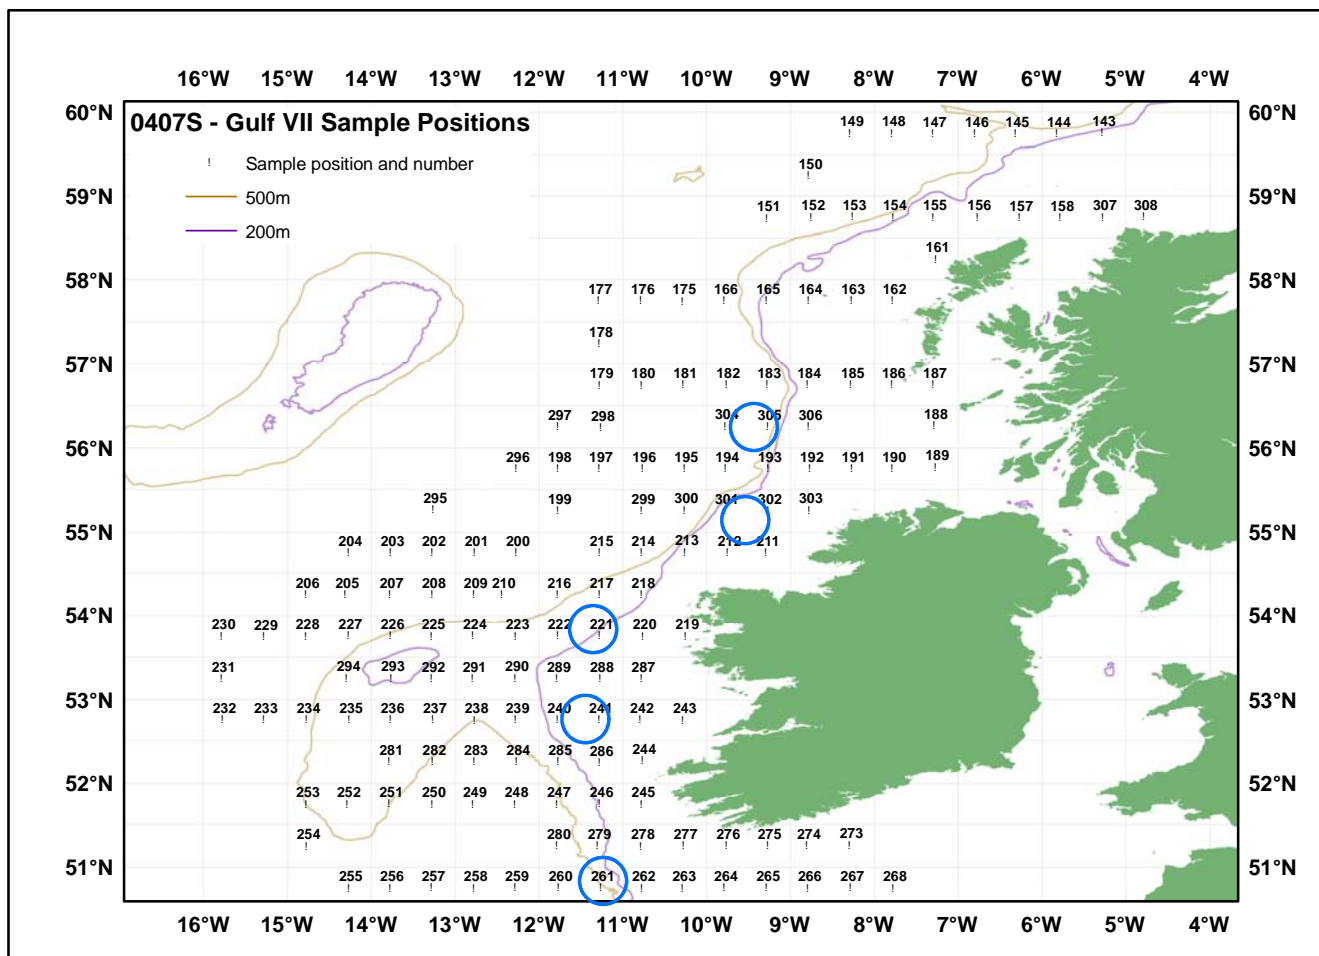 16°W 15°W 14°W 13°W 12°W 11°W 10°W 9°W 8°W 7°W 6°W 5°W 4°W
60°N 0407S - Gulf VII Sample Positions 60°N
149 148 147 146 145 144 143
Sample position and number
150
59°N 500m 59°N
151 152 153 154 155 156 157 158 307 308
200m
161
58°N 58°N
177 176 175 166 165 164 163 162
178
57°N 57°N
179 180 181 182 183 184 185 186 187
297 298 304 305 306 188
56°N 56°N
296 198 197 196 195 194 193 192 191 190 189
295 199 299 300 301 302 303
55°N 55°N
204 203 202 201 200 215 214 213 212 211
206 205 207 208 209 210 216 217 218
54°N 54°N
230 229 228 227 226 225 224 223 222 221 220 219
231 294 293 292 291 290 289 288 287
53°N 53°N
232 233 234 235 236 237 238 239 240 241 242 243
281 282 283 284 285 286 244
52°N 52°N
253 252 251 250 249 248 247 246 245
254 280 279 278 277 276 275 274 273
51°N 51°N
255 256 257 258 259 260 261 262 263 264 265 266 267 268
16°W 15°W 14°W 13°W 12°W 11°W 10°W 9°W 8°W 7°W 6°W 5°W 4°W